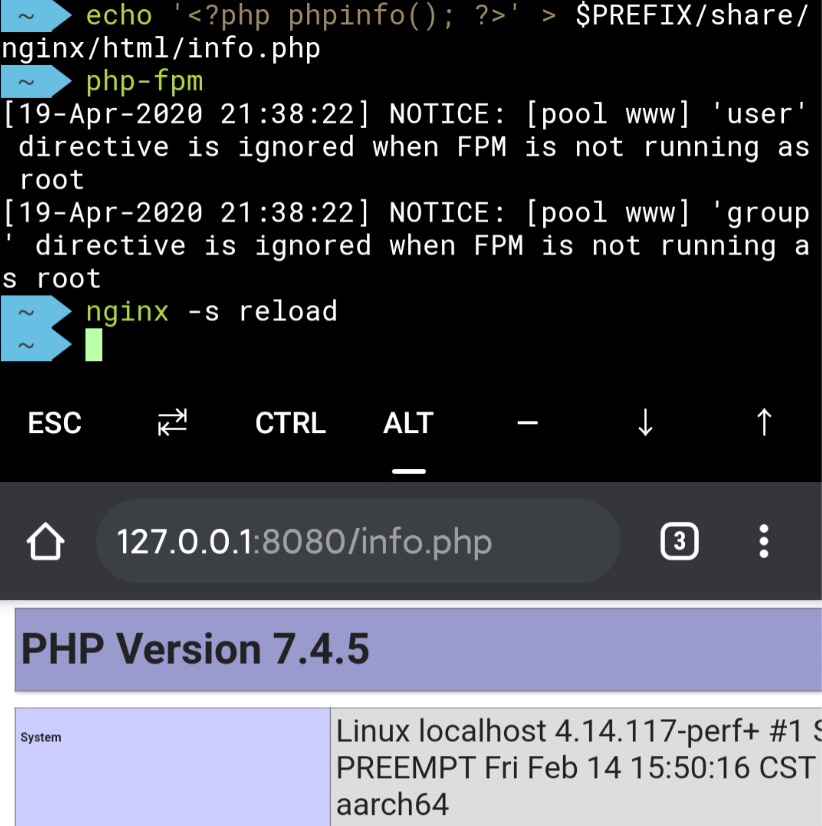 ~ echo '<?php phpinfo(); ?>' > $PREFIX/share/
nginx/html/info.php
~ php-fpm
[19-Apr-2020 21:38:22] NOTICE: [pool www] 'user'
directive is ignored when FPM is not running as
root
[19-Apr-2020 21:38:22] NOTICE: [pool www] 'group
' directive is ignored when FPM is not running a
s root
~ nginx -s reload
~
ESC ⇄ CTRL ALT — ↓ ↑
127.0.0.1:8080/info.php 3
PHP Version 7.4.5
System
Linux localhost 4.14.117-perf+ #1 S
PREEMPT Fri Feb 14 15:50:16 CST
aarch64